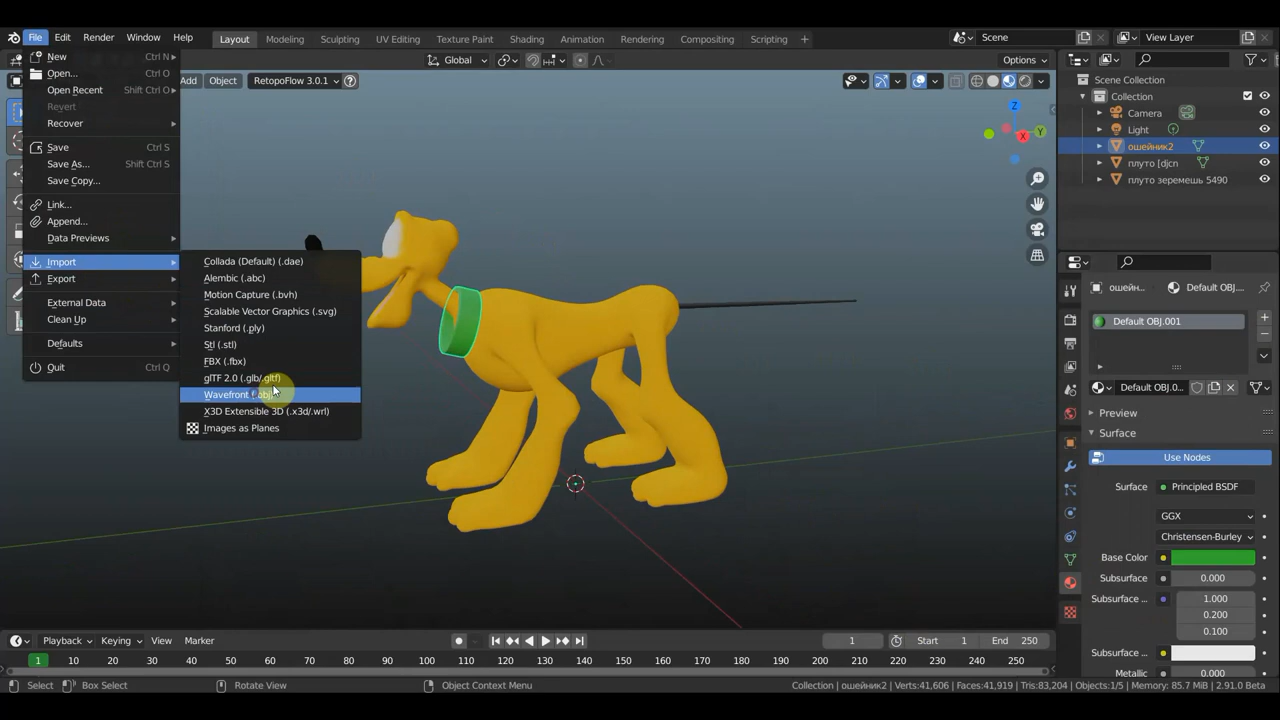 File Edit Render Window Help Layout Modeling Sculpting UV Editing Texture Paint Shading Animation Rendering Compositing Scripting + Scene View Layer
Global Options
Add Object RetopoFlow 3.0.1
New Ctrl N
Open... Ctrl O
Open Recent Shift Ctrl O
Revert
Recover
Save Ctrl S
Save As... Shift Ctrl S
Save Copy...
Link...
Append...
Data Previews
Import
Export
External Data
Clean Up
Defaults
Quit Ctrl Q
Collada (Default) (.dae)
Alembic (.abc)
Motion Capture (.bvh)
Scalable Vector Graphics (.svg)
Stanford (.ply)
Stl (.stl)
FBX (.fbx)
glTF 2.0 (.glb/.gltf)
Wavefront (.obj)
X3D Extensible 3D (.x3d/.wrl)
Images as Planes
Z
Y
X
Scene Collection
Collection
Camera
Light
ошейник2
плуто [djcn
плуто зеремешь 5490
ошейн... Default OBJ....
Default OBJ.001
Default OBJ.0...
Preview
Surface
Use Nodes
Surface Principled BSDF
GGX
Christensen-Burley
Base Color
Subsurface 0.000
Subsurface ... 1.000
0.200
0.100
Subsurface ...
Metallic 0.000
Playback Keying View Marker 1 Start 1 End 250
1 10 20 30 40 50 60 70 80 90 100 110 120 130 140 150 160 170 180 190 200 210 220 230 240 250
Select Box Select Rotate View Object Context Menu Collection | ошейник2 | Verts:41,606 | Faces:41,919 | Tris:83,204 | Objects:1/5 | Memory: 85.7 MiB | 2.91.0 Beta